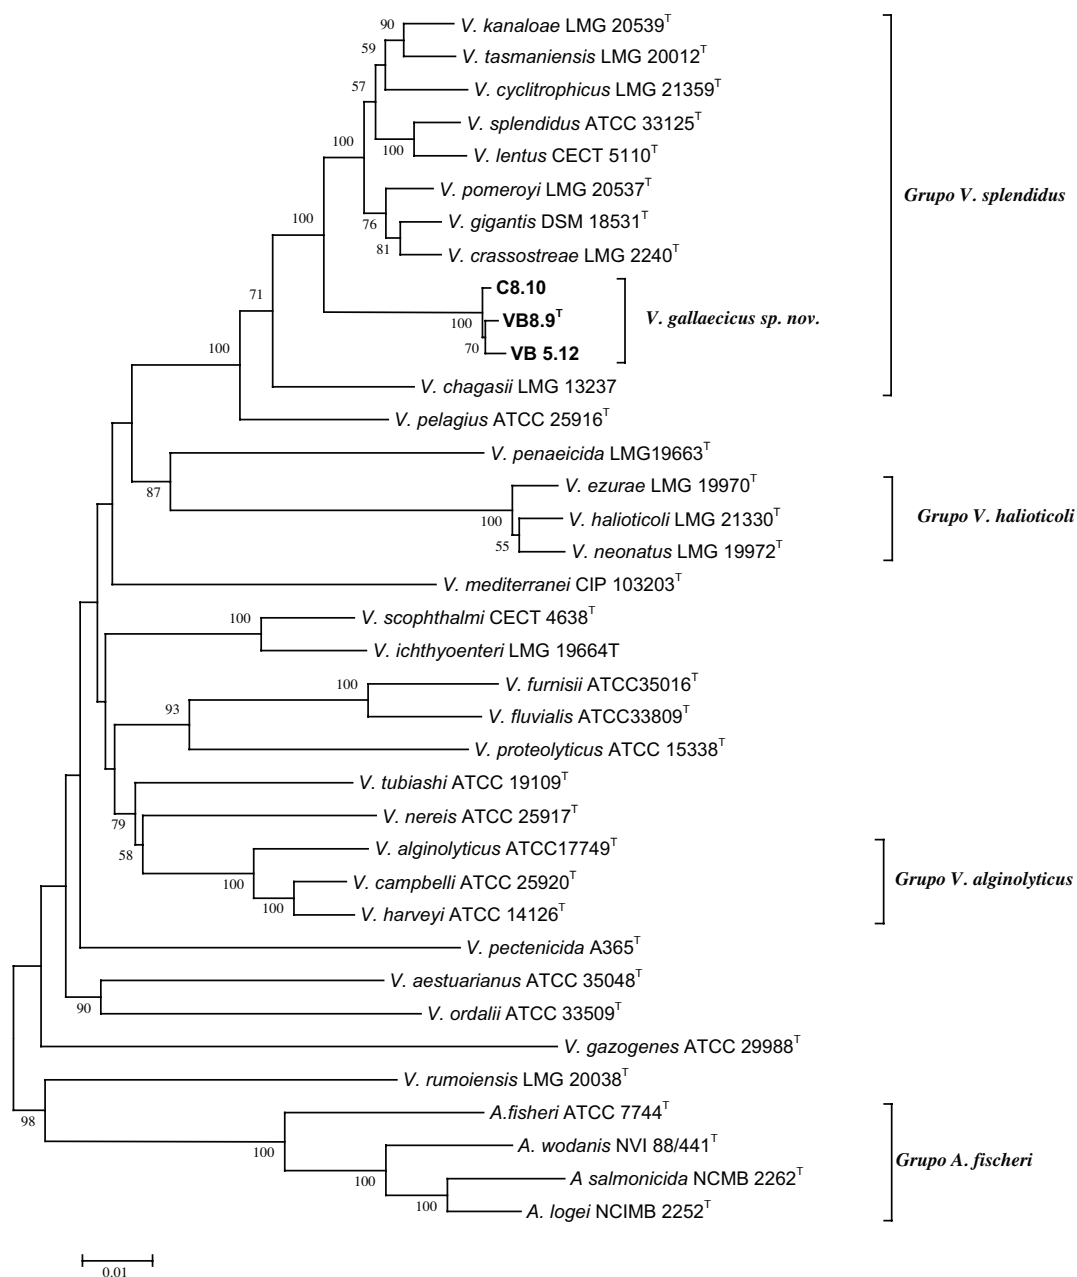 90
V. kanaloae LMG 20539T
59
V. tasmaniensis LMG 20012T
57
V. cyclitrophicus LMG 21359T
V. splendidus ATCC 33125T
100
100
V. lentus CECT 5110T
V. pomeroyi LMG 20537T
Grupo V. splendidus
100
76
V. gigantis DSM 18531T
81
V. crassostreae LMG 2240T
C8.10
71
100
VB8.9T
V. gallaecicus sp. nov.
100
70
VB 5.12
V. chagasii LMG 13237
V. pelagius ATCC 25916T
V. penaeicida LMG19663T
87
V. ezurae LMG 19970T
100
V. halioticoli LMG 21330T
Grupo V. halioticoli
55
V. neonatus LMG 19972T
V. mediterranei CIP 103203T
100
V. scophthalmi CECT 4638T
V. ichthyoenteri LMG 19664T
100
V. furnisii ATCC35016T
93
V. fluvialis ATCC33809T
V. proteolyticus ATCC 15338T
V. tubiashi ATCC 19109T
79
V. nereis ATCC 25917T
58
V. alginolyticus ATCC17749T
100
V. campbelli ATCC 25920T
Grupo V. alginolyticus
100
V. harveyi ATCC 14126T
V. pectenicida A365T
V. aestuarianus ATCC 35048T
90
V. ordalii ATCC 33509T
V. gazogenes ATCC 29988T
V. rumoiensis LMG 20038T
98
A.fisheri ATCC 7744T
100
A. wodanis NVI 88/441T
Grupo A. fischeri
100
A salmonicida NCMB 2262T
100
A. logei NCIMB 2252T
0.01